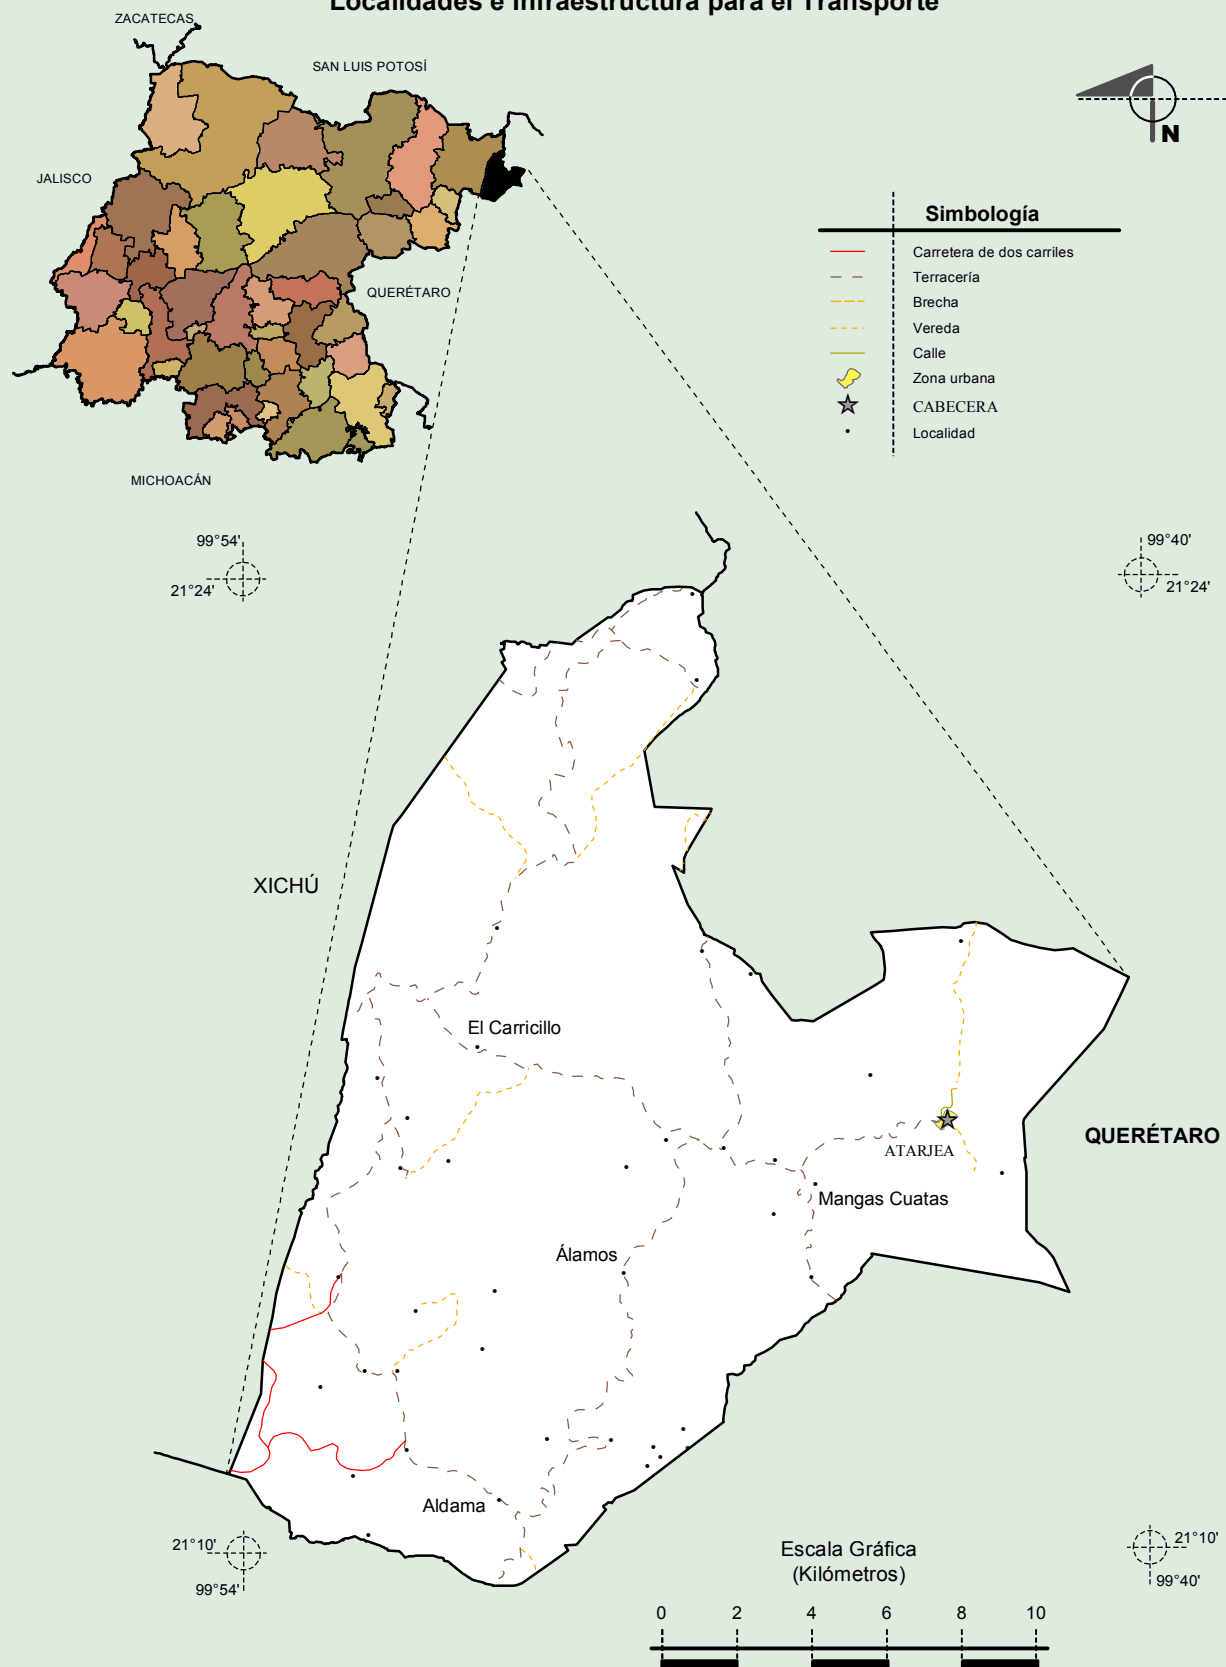 Localidades e Infraestructura para el Transporte
ZACATECAS
SAN LUIS POTOSÍ
JALISCO
QUERÉTARO
MICHOACÁN
N
Simbología
Carretera de dos carriles
Terracería
Brecha
Vereda
Calle
Zona urbana
CABECERA
Localidad
99°54'
21°24'
99°40'
21°24'
XICHÚ
El Carricillo
ATARJEA
QUERÉTARO
Mangas Cuatas
Álamos
Aldama
21°10'
99°54'
21°10'
99°40'
Escala Gráfica
(Kilómetros)
0 2 4 6 8 10